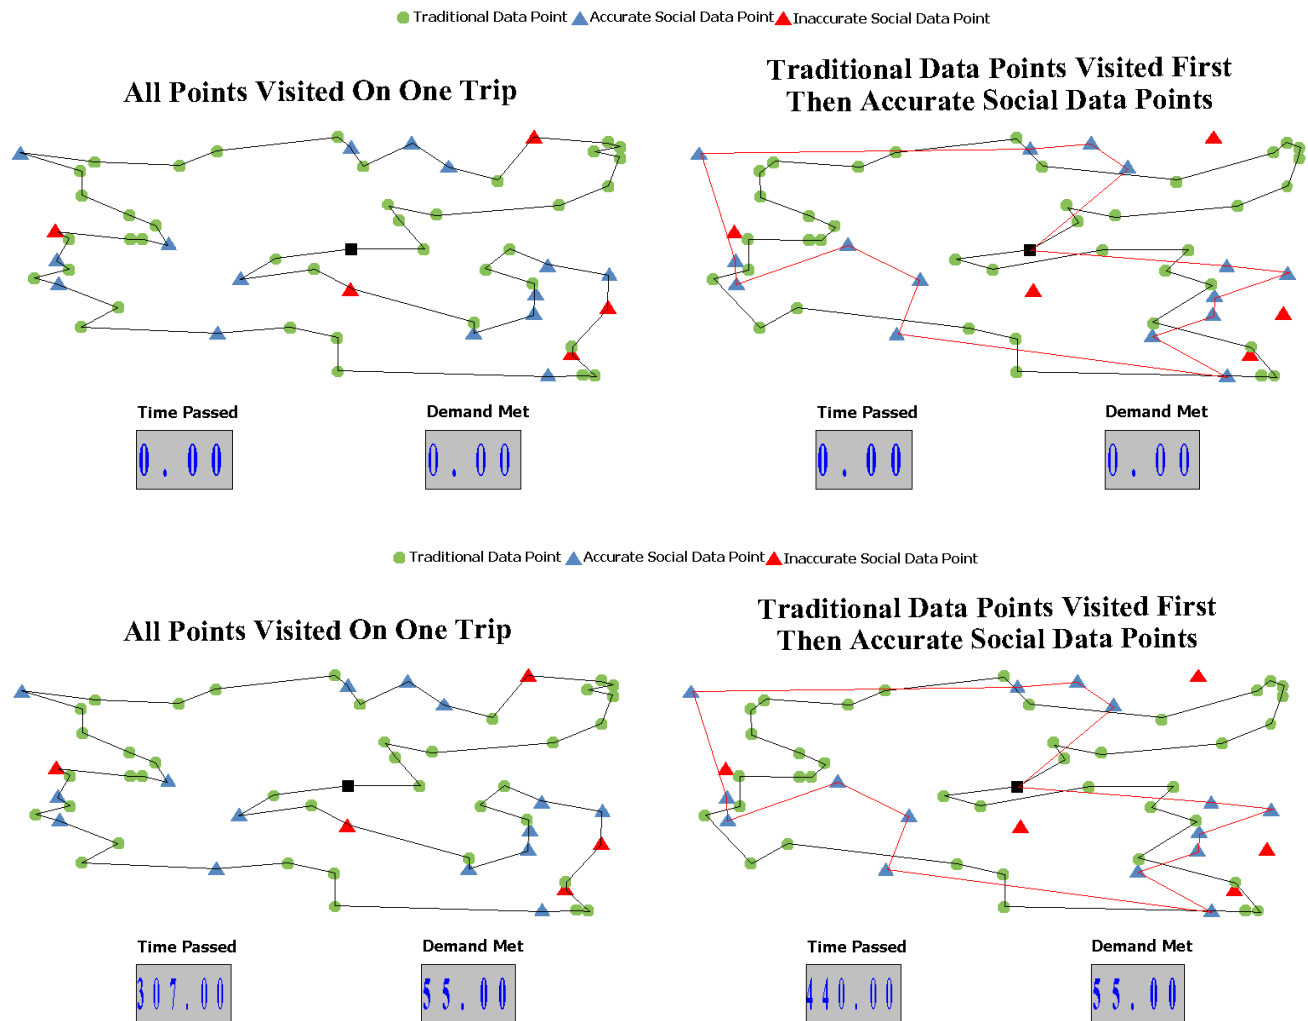 Traditional Data Point Accurate Social Data Point Inaccurate Social Data Point
All Points Visited On One Trip
Traditional Data Points Visited First
Then Accurate Social Data Points
Time Passed
0.00
Demand Met
0.00
Time Passed
0.00
Demand Met
0.00
Traditional Data Point Accurate Social Data Point Inaccurate Social Data Point
All Points Visited On One Trip
Traditional Data Points Visited First
Then Accurate Social Data Points
Time Passed
307.00
Demand Met
55.00
Time Passed
440.00
Demand Met
55.00